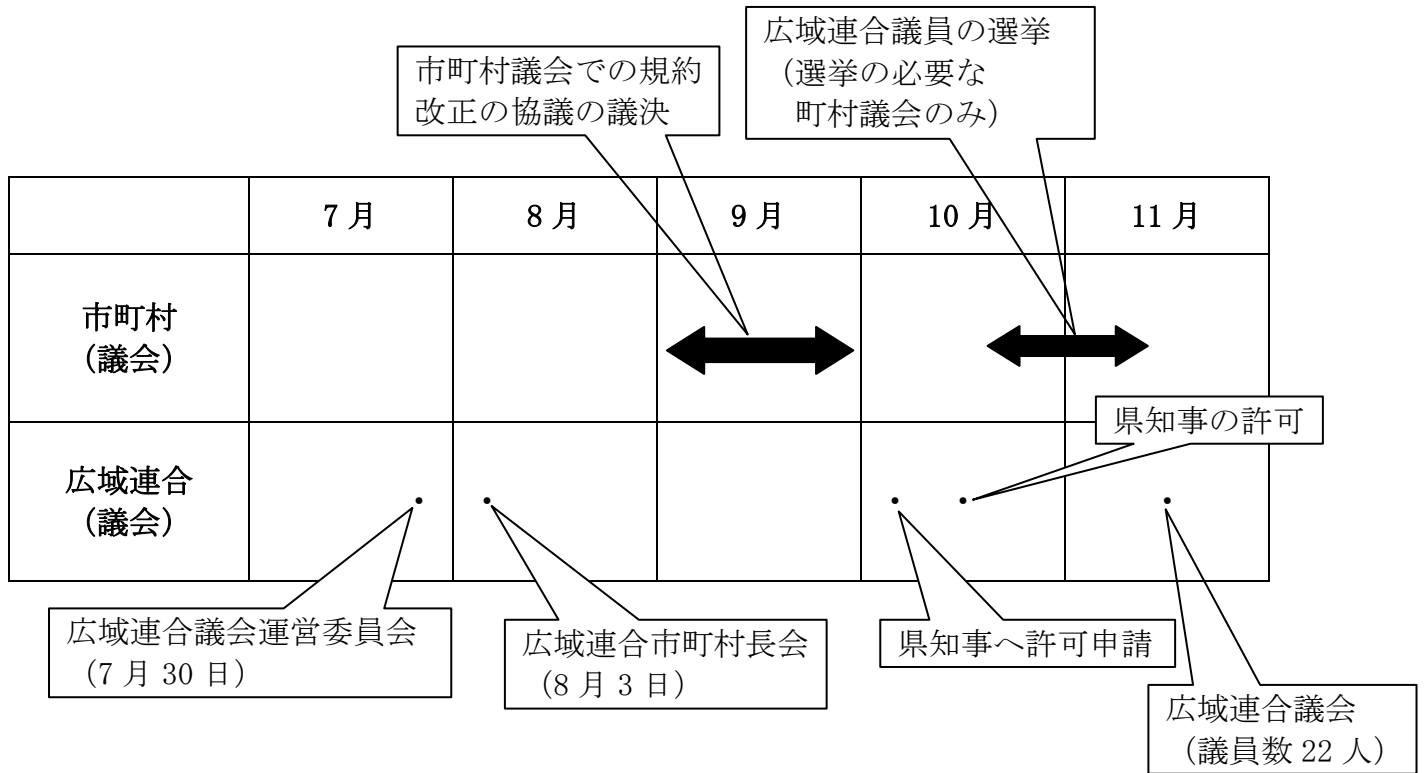 市町村議会での規約
改正の協議の議決
広域連合議員の選挙
（選挙の必要な
町村議会のみ）
7月 8月 9月 10月 11月
市町村
（議会）
県知事の許可
広域連合
（議会）
広域連合議会運営委員会
（7月30日）
広域連合市町村長会
（8月3日）
県知事へ許可申請
広域連合議会
（議員数22人）